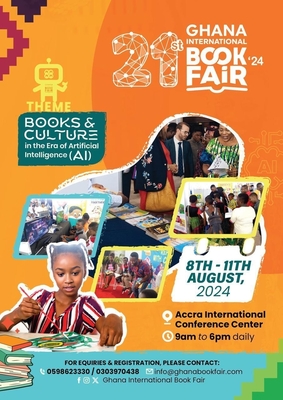 21st
GHANA
INTERNATIONAL
BOOK
FAIR '24
THEME
BOOKS &
CULTURE
in the Era of Artificial
Intelligence (AI)
AI
8TH - 11TH
AUGUST,
2024
Accra International
Conference Center
9am to 6pm daily
FOR EQUIRIES & REGISTRATION, PLEASE CONTACT:
0598623330 / 0303970438 info@ghanabookfair.com
Ghana International Book Fair